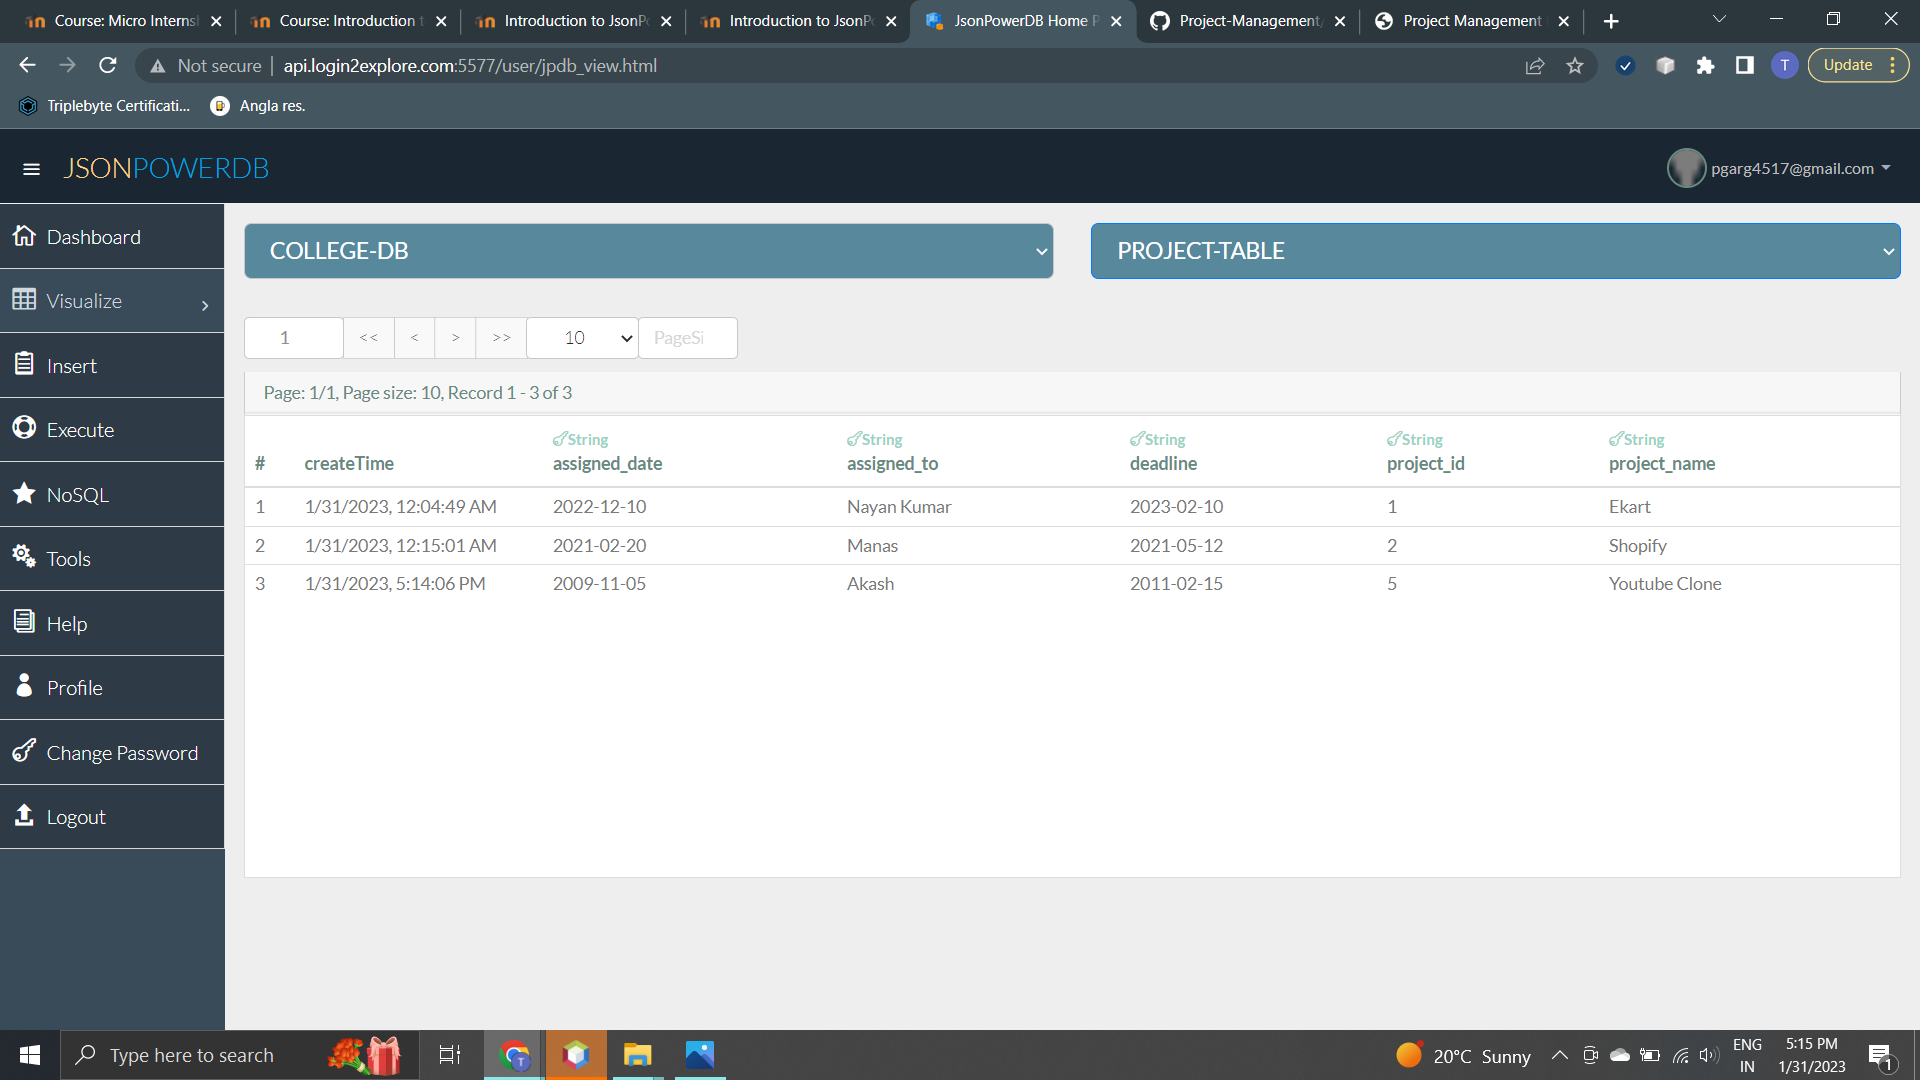 Course: Micro Interns
Course: Introduction t
Introduction to JsonPo
Introduction to JsonPo
JsonPowerDB Home P
Project-Management/
Project Management
Not secure | api.login2explore.com:5577/user/jpdb_view.html
T
Update
Triplebyte Certificati...
Angla res.
JSONPOWERDB
pgarg4517@gmail.com
Dashboard
Visualize
Insert
Execute
NoSQL
Tools
Help
Profile
Change Password
Logout
COLLEGE-DB
PROJECT-TABLE
1 << < > >> 10 PageSi
Page: 1/1, Page size: 10, Record 1 - 3 of 3
String String String String String
# createTime assigned_date assigned_to deadline project_id project_name
1 1/31/2023, 12:04:49 AM 2022-12-10 Nayan Kumar 2023-02-10 1 Ekart
2 1/31/2023, 12:15:01 AM 2021-02-20 Manas 2021-05-12 2 Shopify
3 1/31/2023, 5:14:06 PM 2009-11-05 Akash 2011-02-15 5 Youtube Clone
Type here to search
T
20°C Sunny
ENG
IN
5:15 PM
1/31/2023
1